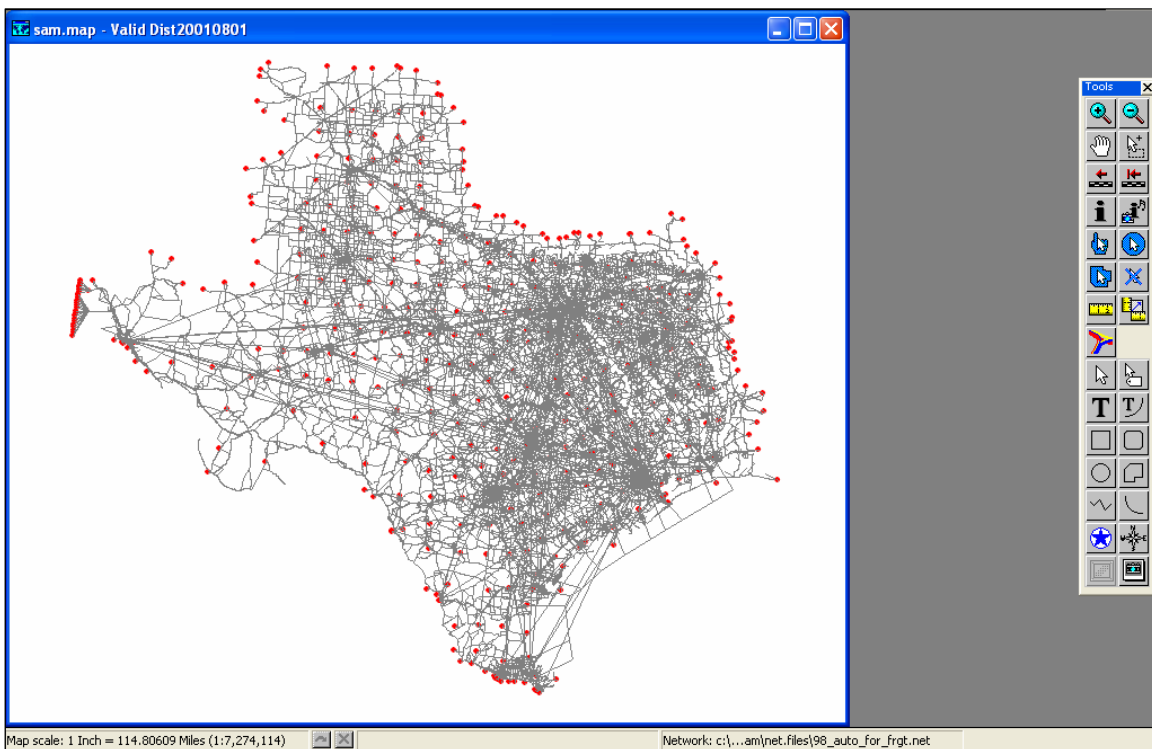 sam.map - Valid Dist20010801
Tools
Map scale: 1 Inch = 114.80609 Miles (1:7,274,114)
Network: c:\...am\net.files\98_auto_for_frgt.net